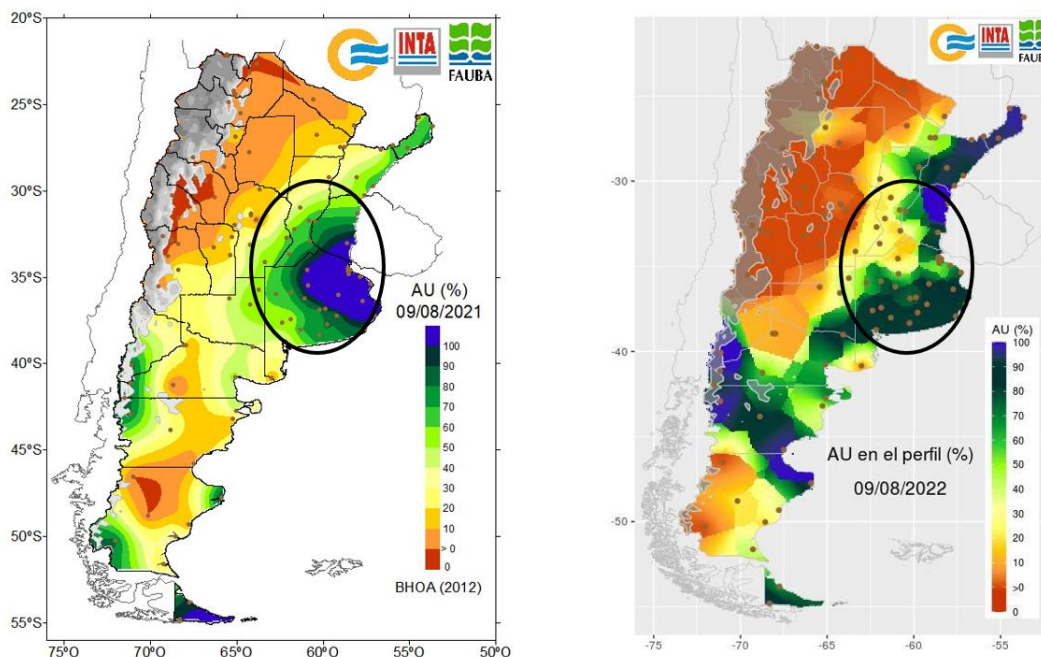 20°S
25°S
30°S
35°S
40°S
45°S
50°S
55°S
75°O
70°O
65°O
60°O
55°O
50°O
INTA
FAUBA
AU (%)
09/08/2021
100
90
80
70
60
50
40
30
20
10
> 0
0
BHOA (2012)
INTA
FAUB
-30
-40
-50
-75
-70
-65
-60
-55
AU en el perfil (%)
09/08/2022
AU (%)
100
90
80
70
60
50
40
30
20
10
>0
0